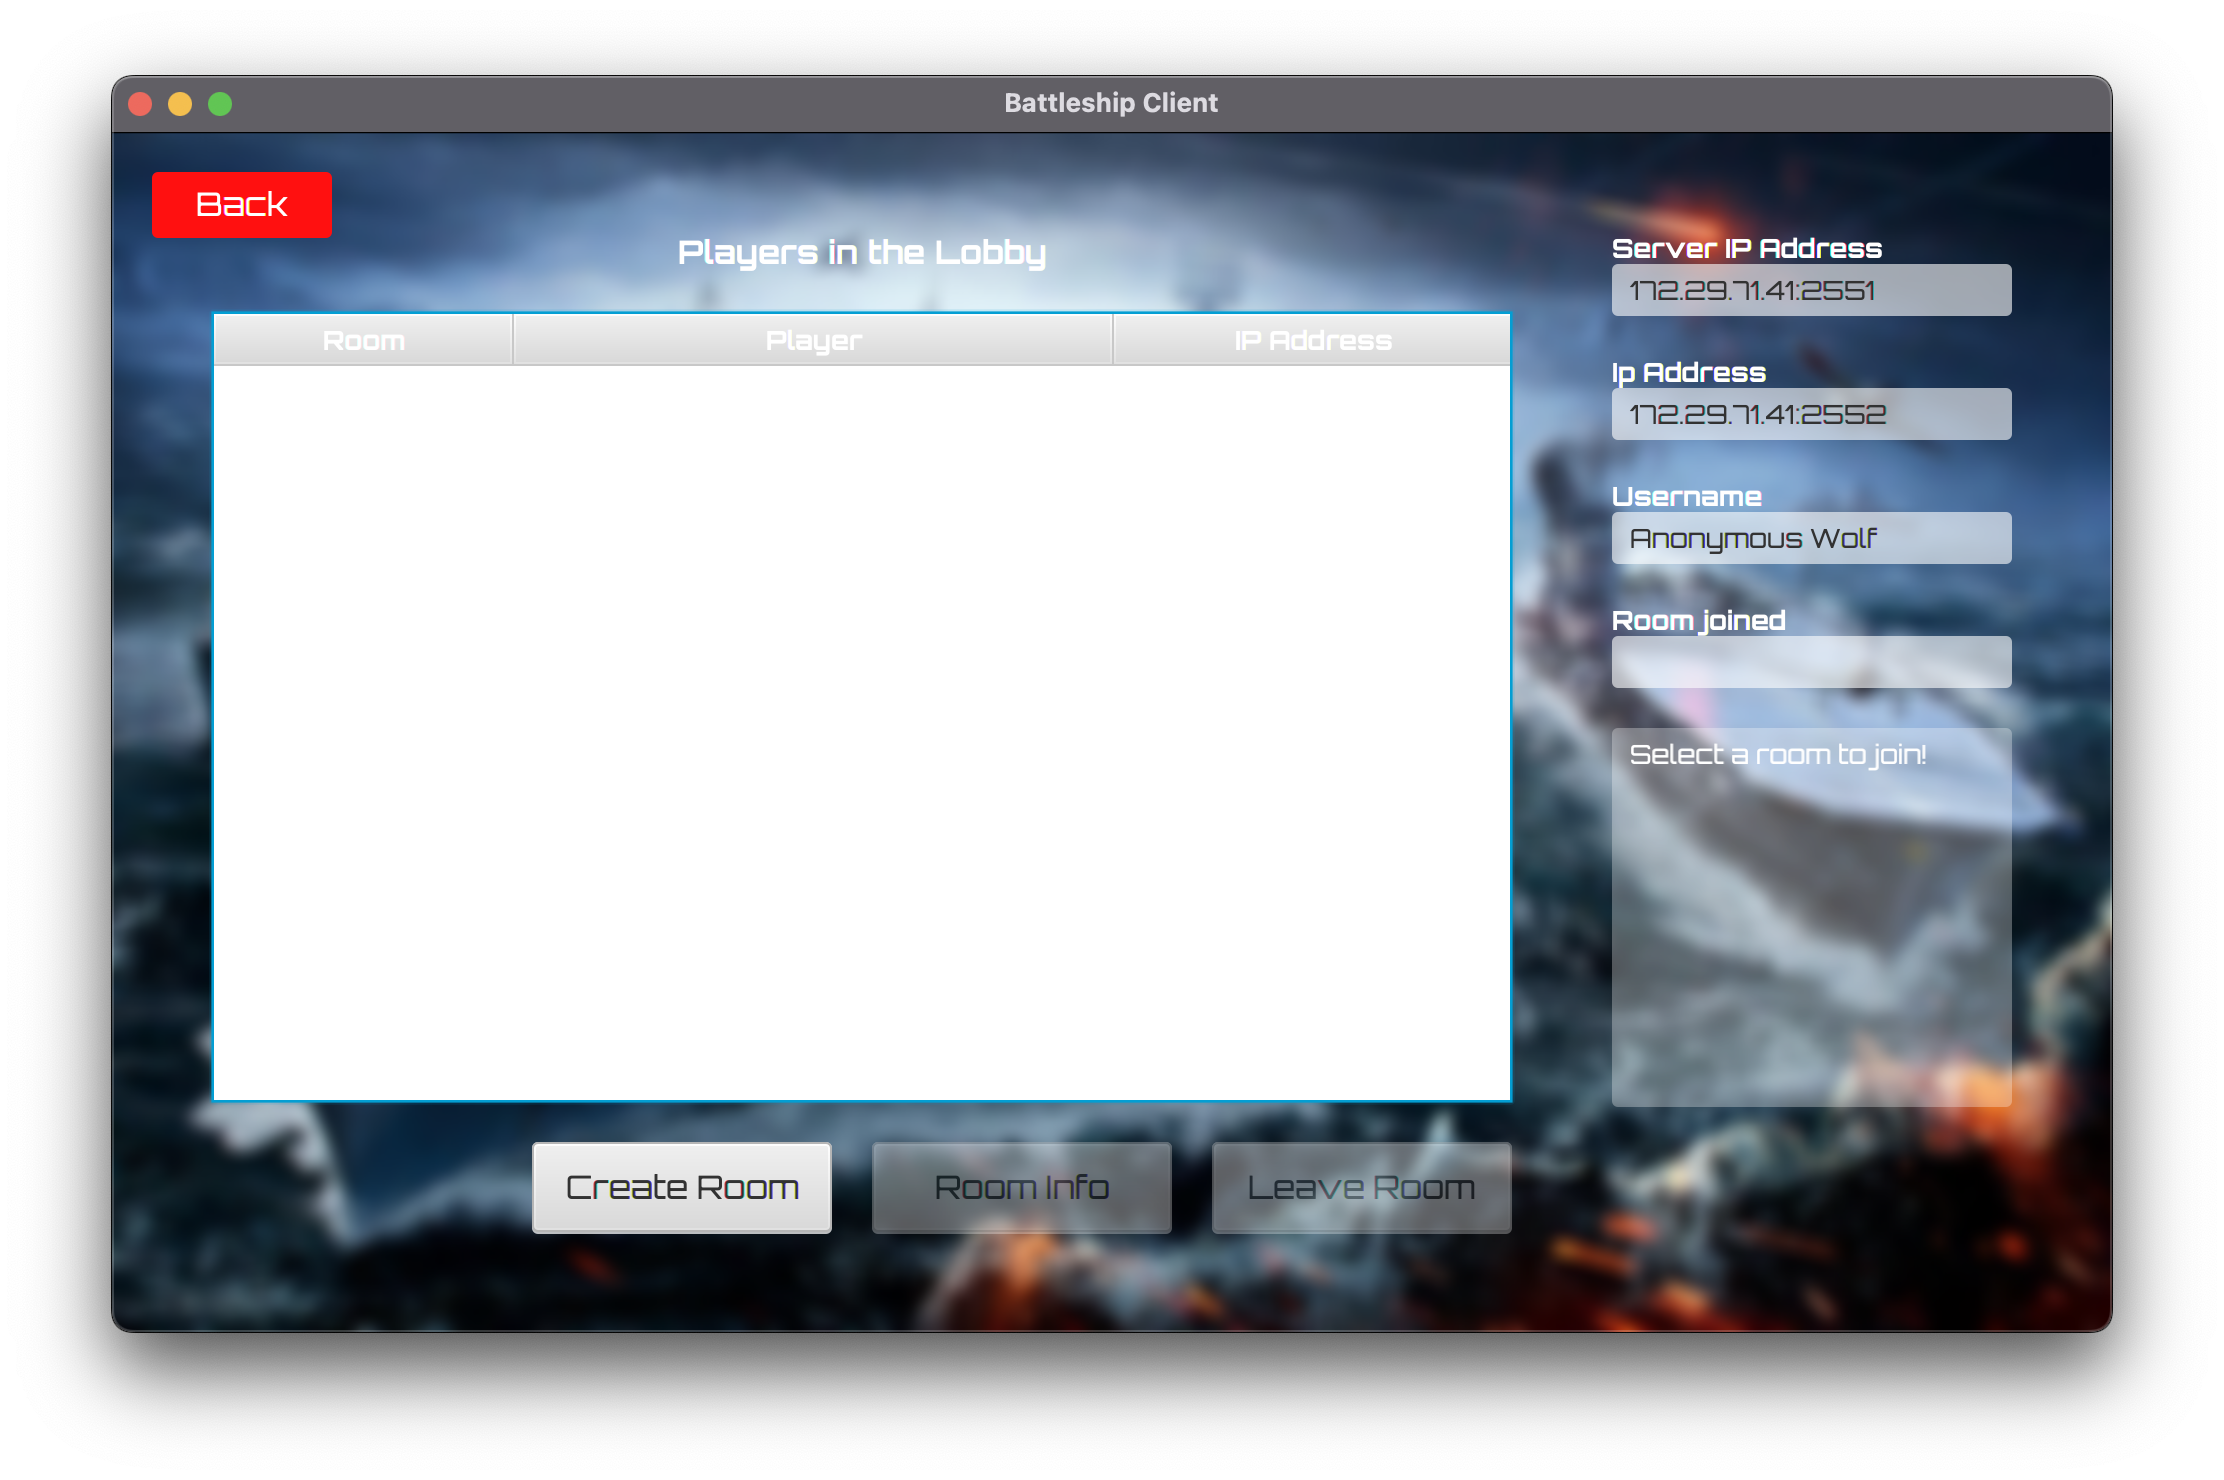 Battleship Client
Back
Players in the Lobby
Room Player IP Address
Server IP Address
172.29.71.41:2551
Ip Address
172.29.71.41:2552
Username
Anonymous Wolf
Room joined
Select a room to join!
Create Room
Room Info
Leave Room